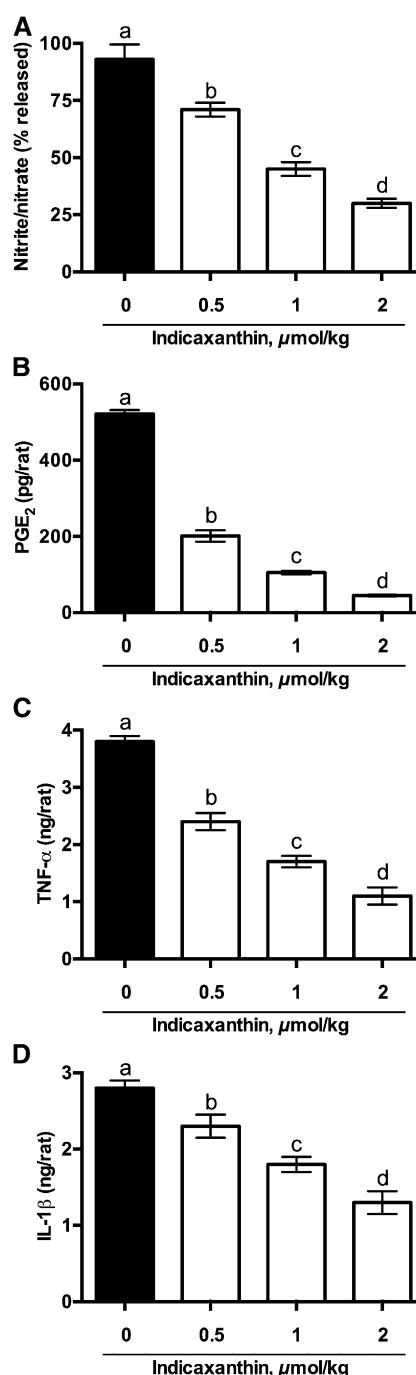 A
Nitrite/nitrate (% released)
100
75
50
25
0
a
b
c
d
0 0.5 1 2
Indicaxanthin, µmol/kg
B
PGE2 (pg/rat)
600
400
200
0
a
b
c
d
0 0.5 1 2
Indicaxanthin, µmol/kg
C
TNF-α (ng/rat)
4
3
2
1
0
a
b
c
d
0 0.5 1 2
Indicaxanthin, µmol/kg
D
IL-1β (ng/rat)
3
2
1
0
a
b
c
d
0 0.5 1 2
Indicaxanthin, µmol/kg